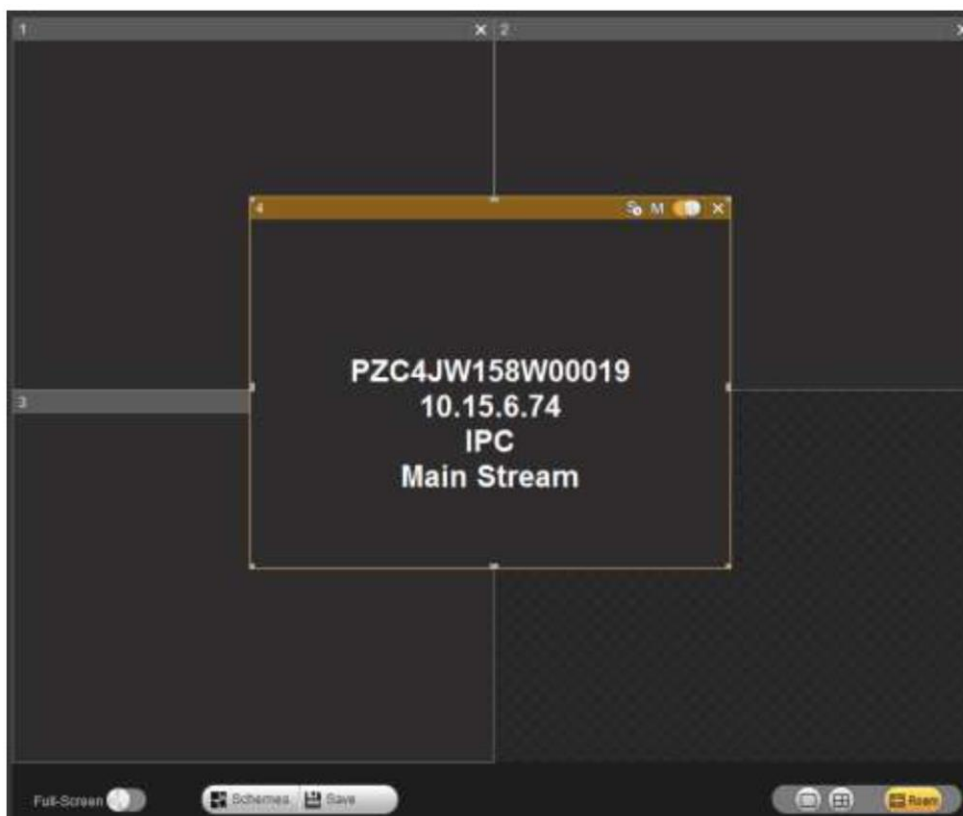 1
2
4
M
PZC4JW158W00019
10.15.6.74
IPC
Main Stream
3
Full-Screen
Schemes
Save
Roam